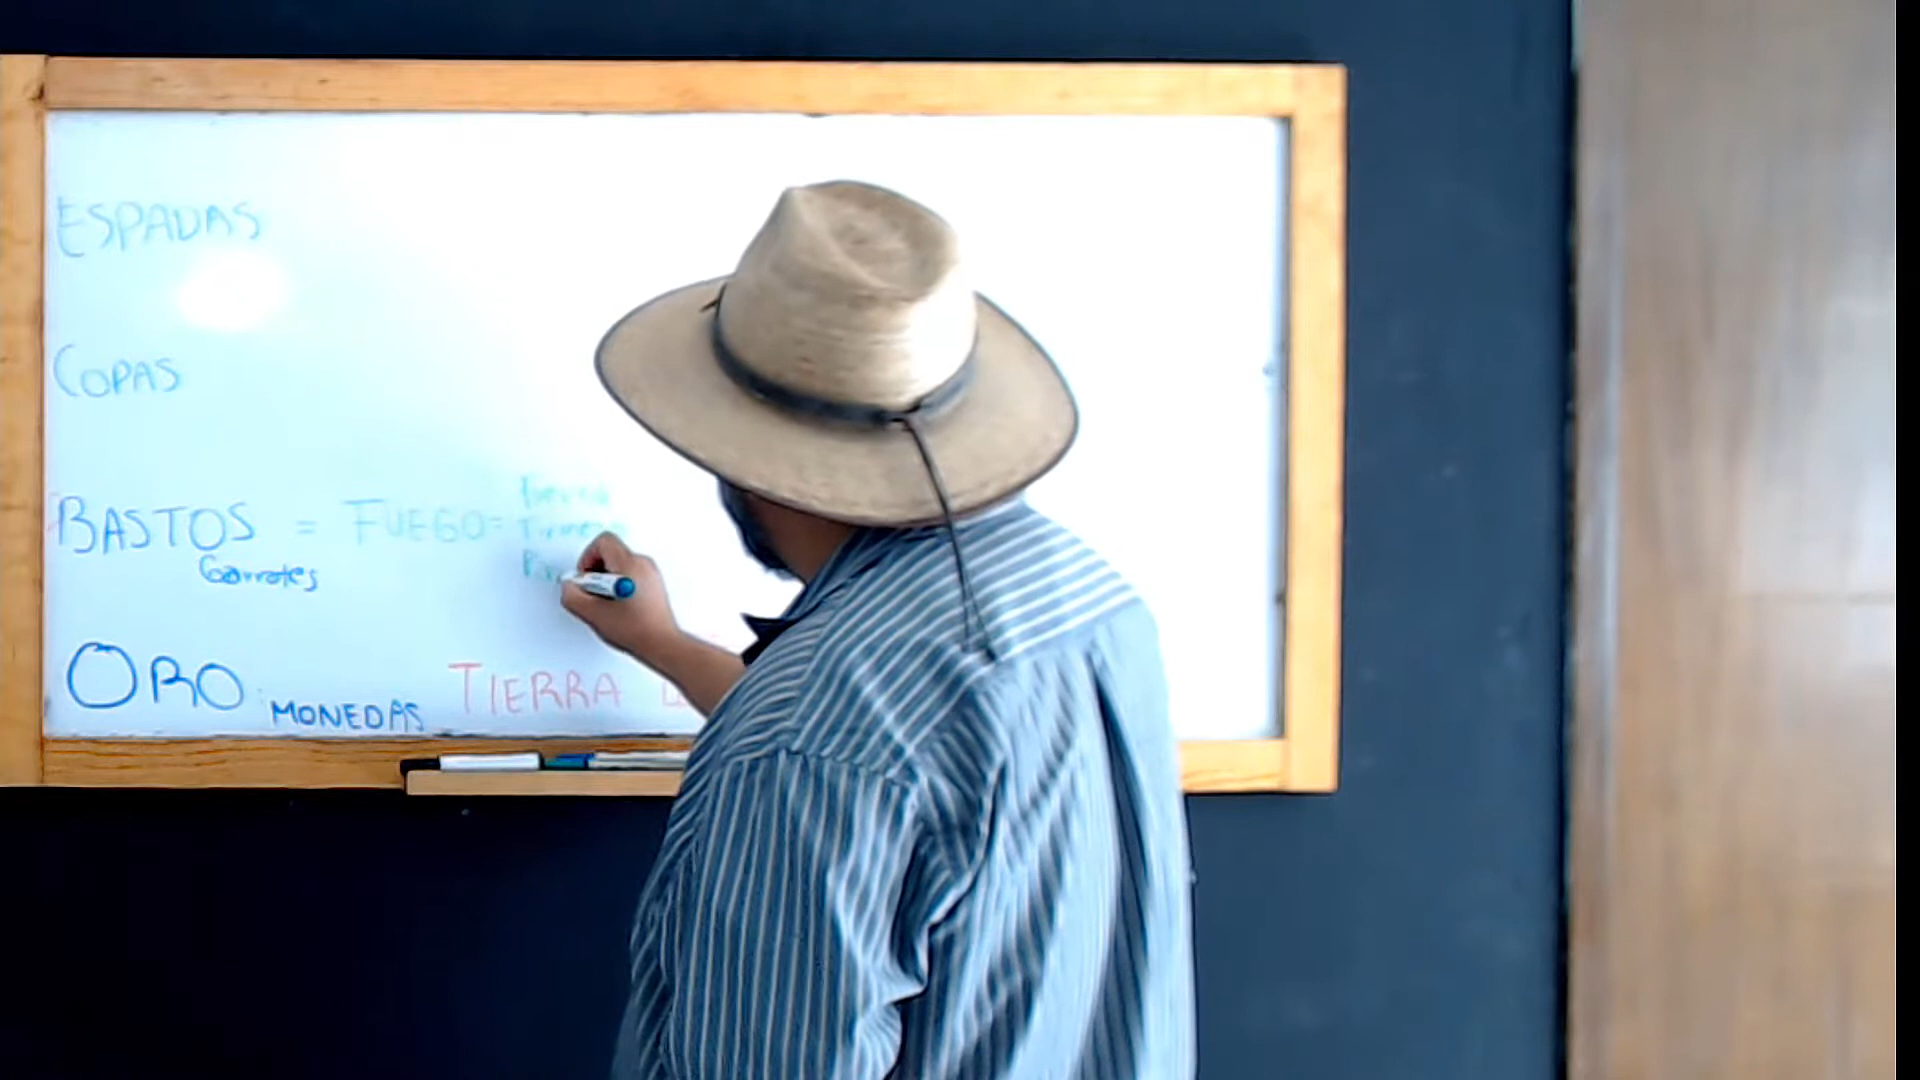 ESPADAS
COPAS
BASTOS = FUEGO =
Garrotes
ORO MONEDAS TIERRA